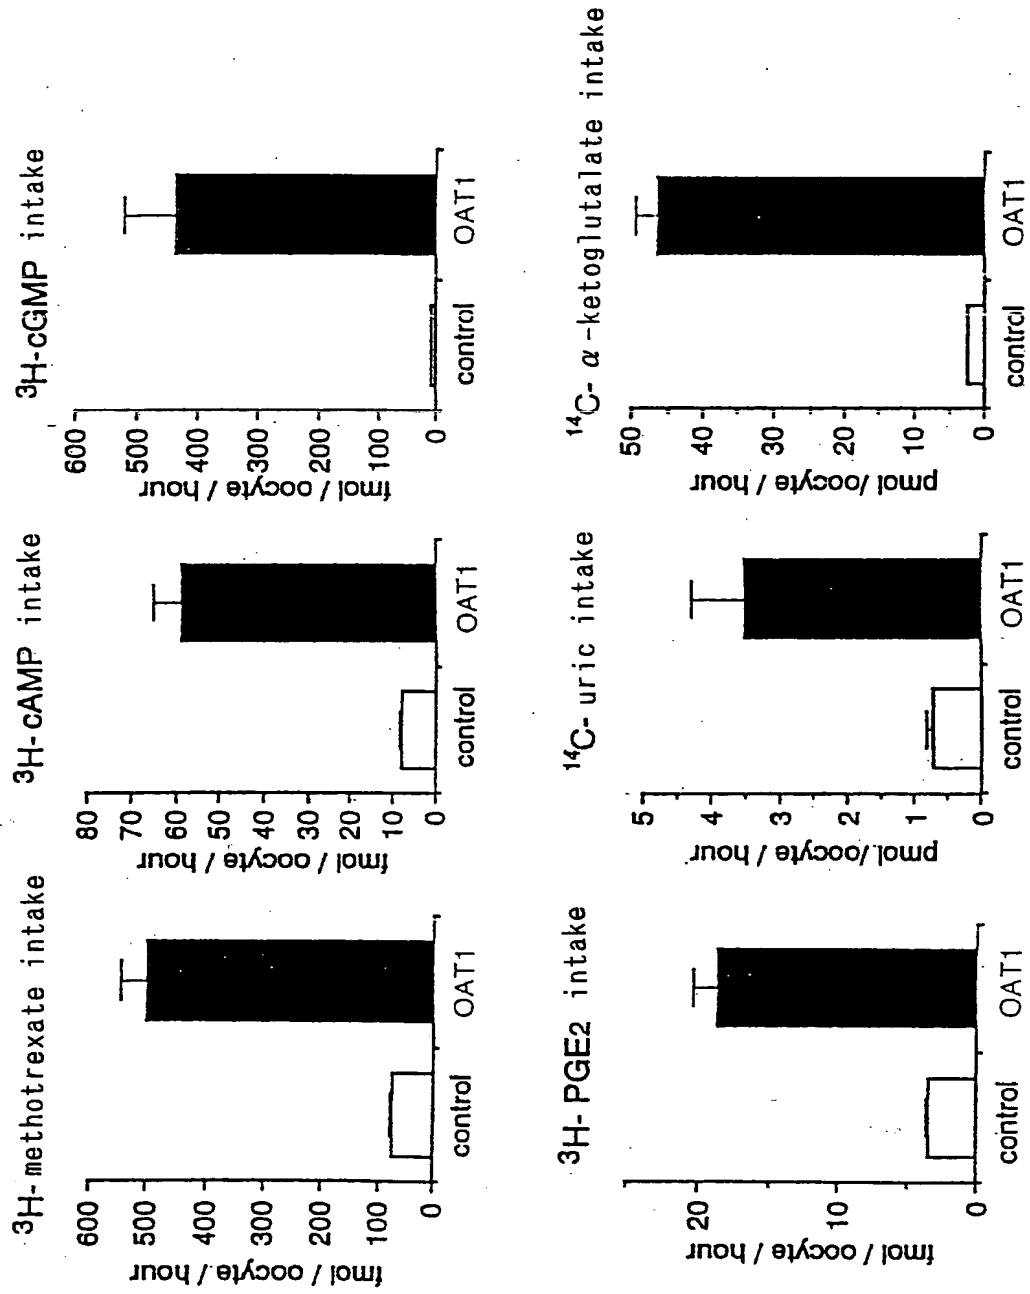 3H-methotrexate intake
fmol / oocyte / hour
600
500
400
300
200
100
0
control
OAT1
3H-cAMP intake
fmol / oocyte / hour
80
70
60
50
40
30
20
10
0
control
OAT1
3H-cGMP intake
fmol / oocyte / hour
600
500
400
300
200
100
0
control
OAT1
3H-PGE2 intake
fmol / oocyte / hour
20
10
0
control
OAT1
14C-uric intake
pmol/oocyte / hour
5
4
3
2
1
0
control
OAT1
14C-α-ketoglutalate intake
pmol/oocyte / hour
50
40
30
20
10
0
control
OAT1